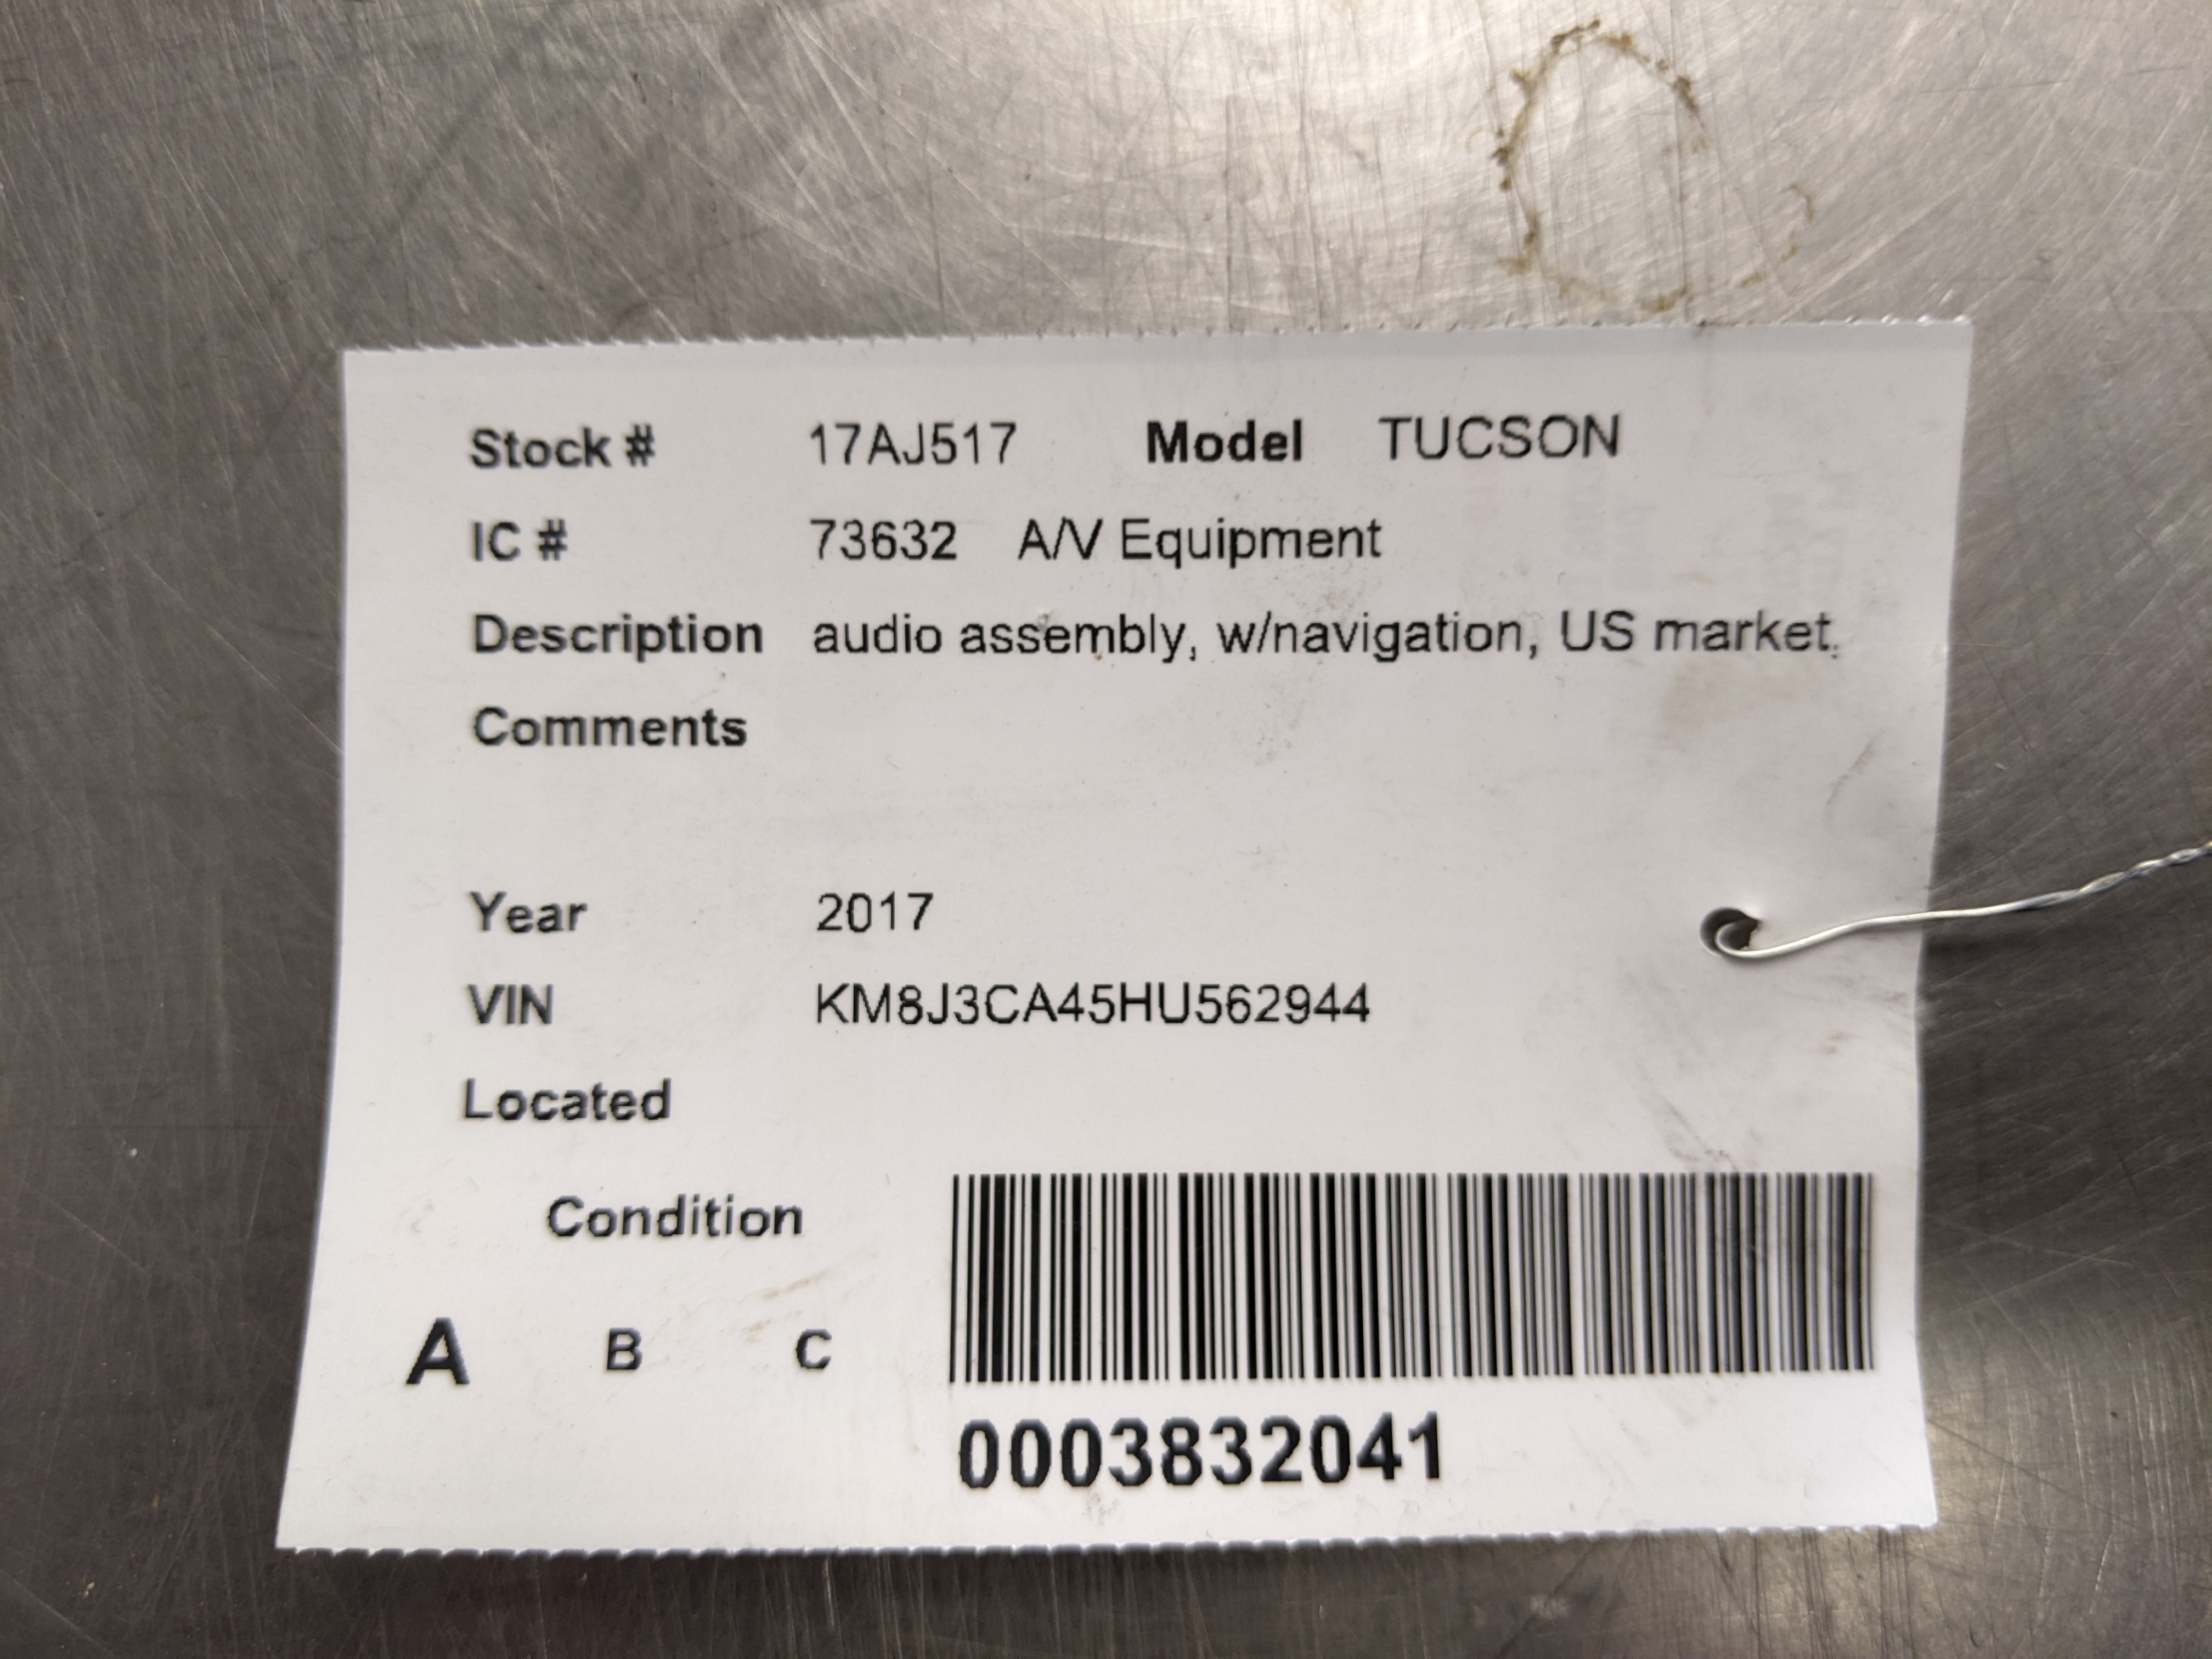 Stock # 17AJ517 Model TUCSON
IC # 73632 A/V Equipment
Description audio assembly, w/navigation, US market,
Comments
Year 2017
VIN KM8J3CA45HU562944
Located
Condition
A B C
0003832041